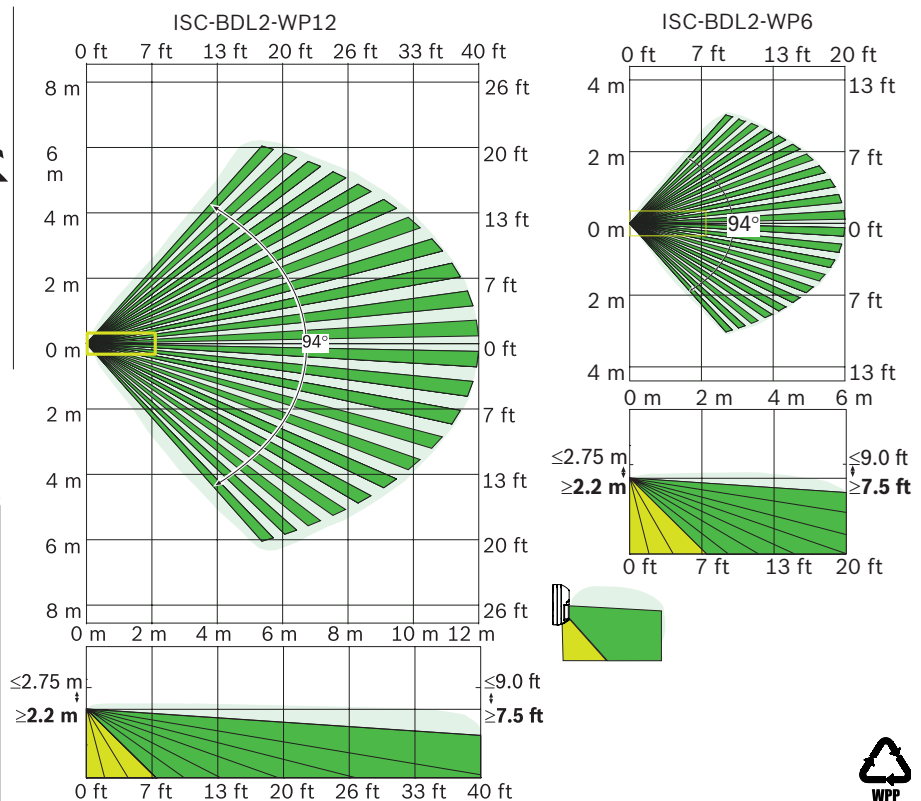 ISC-BDL2-WP12
0 ft 7 ft 13 ft 20 ft 26 ft 33 ft 40 ft
8 m 26 ft
6 m 20 ft
4 m 13 ft
2 m 7 ft
94°
0 m 0 ft
2 m 7 ft
4 m 13 ft
6 m 20 ft
8 m 26 ft
0 m 2 m 4 m 6 m 8 m 10 m 12 m
≤2.75 m ≤9.0 ft
≥2.2 m ≥7.5 ft
0 ft 7 ft 13 ft 20 ft 26 ft 33 ft 40 ft
ISC-BDL2-WP6
0 ft 7 ft 13 ft 20 ft
4 m 13 ft
2 m 7 ft
94°
0 m 0 ft
2 m 7 ft
4 m 13 ft
0 m 2 m 4 m 6 m
≤2.75 m ≤9.0 ft
≥2.2 m ≥7.5 ft
0 ft 7 ft 13 ft 20 ft
WPP